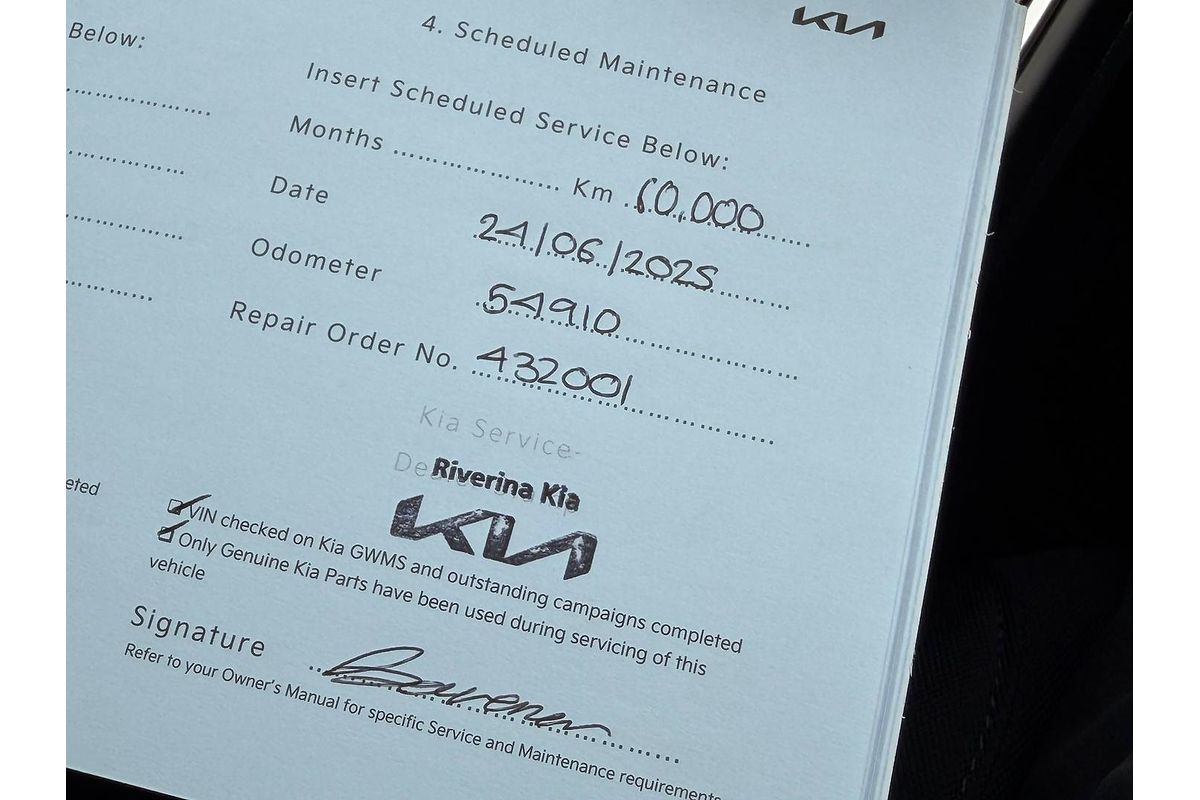 KIA
4. Scheduled Maintenance
Below:
Insert Scheduled Service Below:
Months .................... Km 60,000
Date 24/06/2025
Odometer 54910
Repair Order No. 432001
Kia Service-
De Riverina Kia
KIA
eted
VIN checked on Kia GWMS and outstanding campaigns completed
Only Genuine Kia Parts have been used during servicing of this
vehicle
Signature
Refer to your Owner's Manual for specific Service and Maintenance requirements